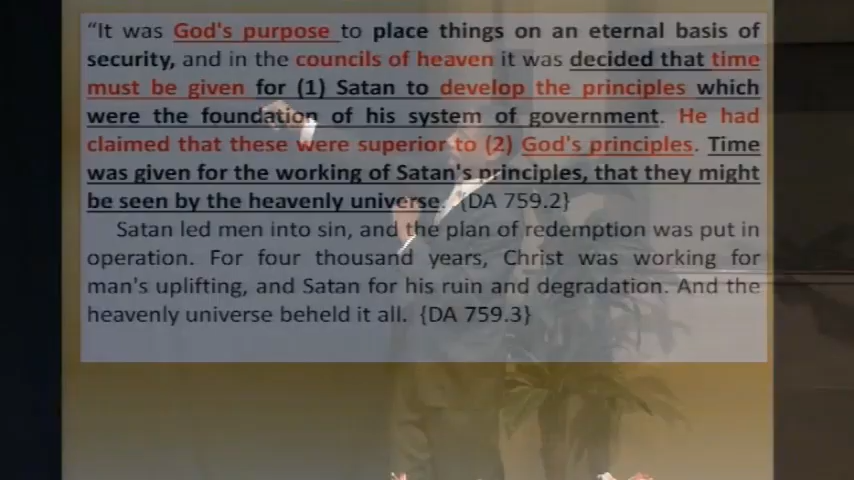 “It was God's purpose to place things on an eternal basis of
security, and in the councils of heaven it was decided that time
must be given for (1) Satan to develop the principles which
were the foundation of his system of government. He had
claimed that these were superior to (2) God's principles. Time
was given for the working of Satan's principles, that they might
be seen by the heavenly universe. {DA 759.2}
Satan led men into sin, and the plan of redemption was put in
operation. For four thousand years, Christ was working for
man's uplifting, and Satan for his ruin and degradation. And the
heavenly universe beheld it all. {DA 759.3}